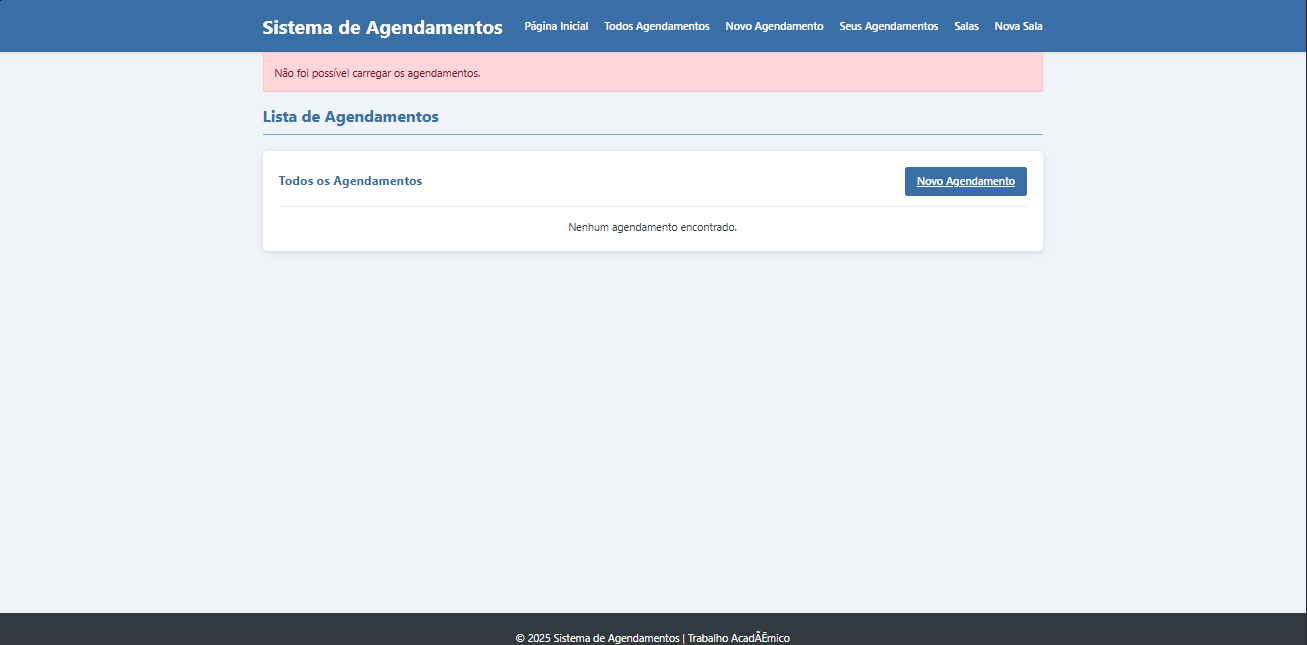 Sistema de Agendamentos Página Inicial Todos Agendamentos Novo Agendamento Seus Agendamentos Salas Nova Sala
Não foi possível carregar os agendamentos.
Lista de Agendamentos
Todos os Agendamentos Novo Agendamento
Nenhum agendamento encontrado.
© 2025 Sistema de Agendamentos | Trabalho AcadÃÊmico